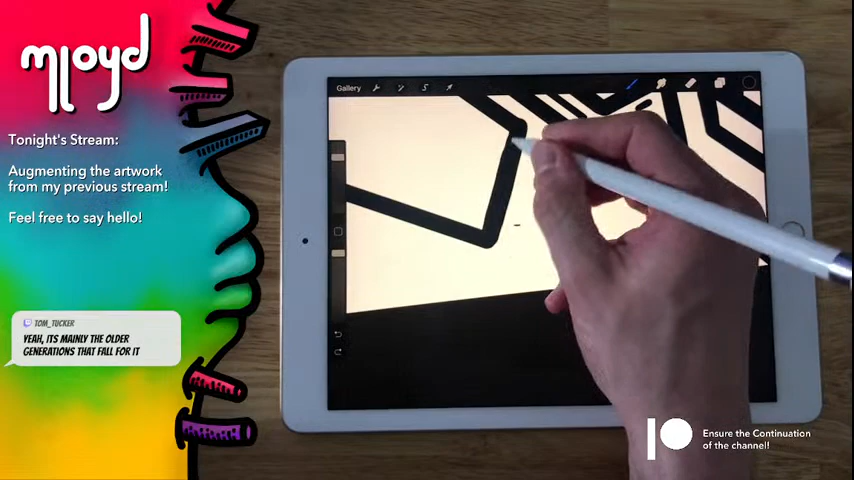 mloyd
Tonight's Stream:
Augmenting the artwork
from my previous stream!
Feel free to say hello!
TOM_TUCKER
YEAH, ITS MAINLY THE OLDER
GENERATIONS THAT FALL FOR IT
Gallery
Ensure the Continuation
of the channel!